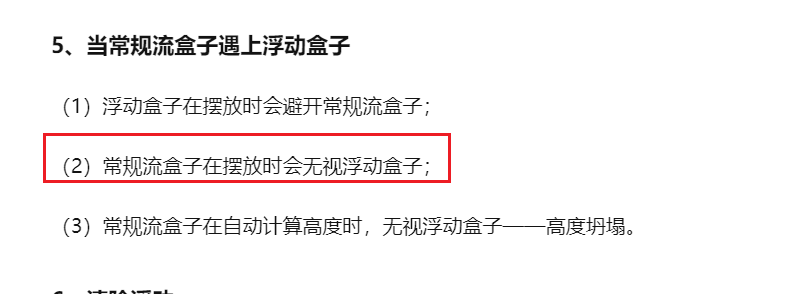 5、当常规流盒子遇上浮动盒子
（1）浮动盒子在摆放时会避开常规流盒子；
（2）常规流盒子在摆放时会无视浮动盒子；
（3）常规流盒子在自动计算高度时，无视浮动盒子——高度坍塌。